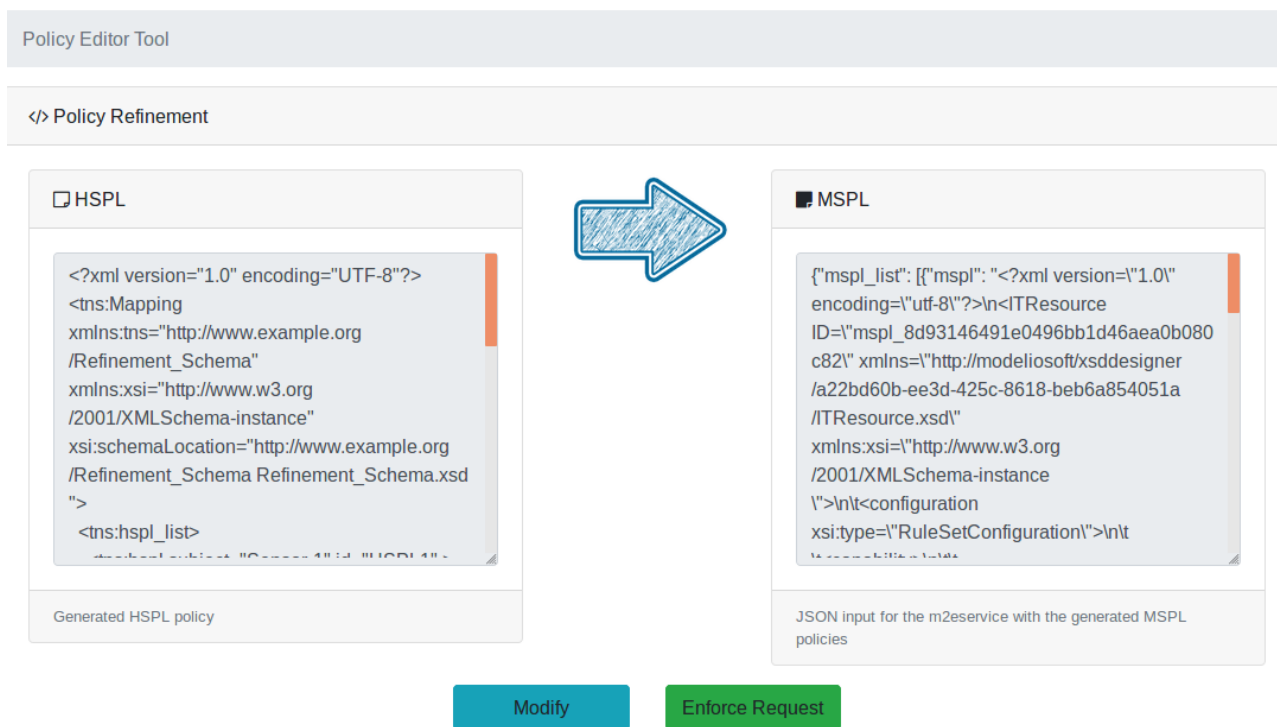 Policy Editor Tool
</> Policy Refinement
HSPL
<?xml version="1.0" encoding="UTF-8"?>
<tns:Mapping
xmlns:tns="http://www.example.org
/Refinement_Schema"
xmlns:xsi="http://www.w3.org
/2001/XMLSchema-instance"
xsi:schemaLocation="http://www.example.org
/Refinement_Schema Refinement_Schema.xsd
">
<tns:hspl_list>
Generated HSPL policy
MSPL
{"mspl_list": [{"mspl": "<?xml version=\"1.0\"
encoding=\"utf-8\"?>\n<ITResource
ID=\"mspl_8d93146491e0496bb1d46aea0b080
c82\" xmlns=\"http://modeliosoft/xsddesigner
/a22bd60b-ee3d-425c-8618-beb6a854051a
/ITResource.xsd\"
xmlns:xsi=\"http://www.w3.org
/2001/XMLSchema-instance
\">\n\t<configuration
xsi:type=\"RuleSetConfiguration\">\n\t
JSON input for the m2eservice with the generated MSPL
policies
Modify
Enforce Request